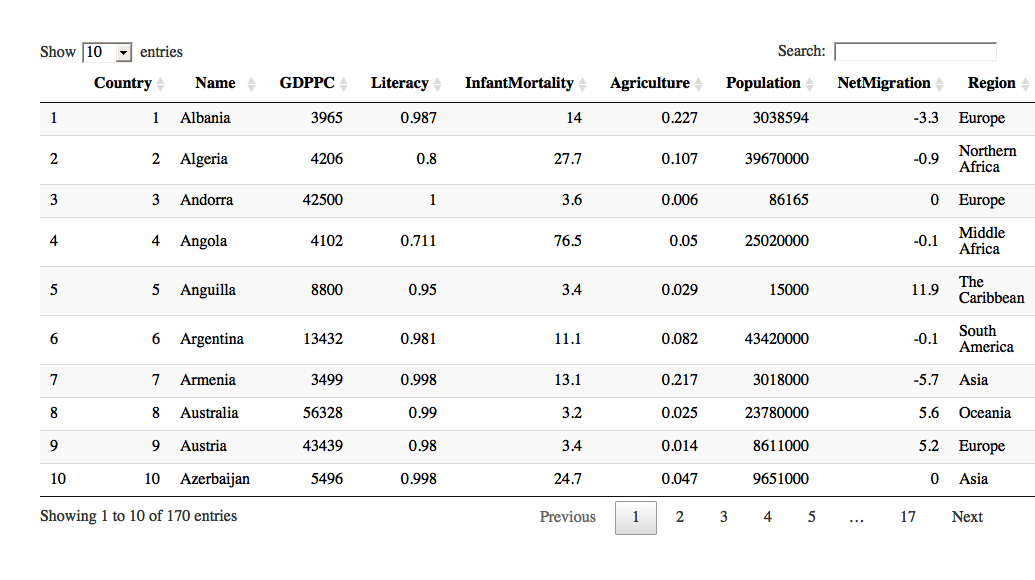 Show 10 entries Search:
Country Name GDPPC Literacy InfantMortality Agriculture Population NetMigration Region
1 1 Albania 3965 0.987 14 0.227 3038594 -3.3 Europe
2 2 Algeria 4206 0.8 27.7 0.107 39670000 -0.9 Northern
Africa
3 3 Andorra 42500 1 3.6 0.006 86165 0 Europe
4 4 Angola 4102 0.711 76.5 0.05 25020000 -0.1 Middle
Africa
5 5 Anguilla 8800 0.95 3.4 0.029 15000 11.9 The
Caribbean
6 6 Argentina 13432 0.981 11.1 0.082 43420000 -0.1 South
America
7 7 Armenia 3499 0.998 13.1 0.217 3018000 -5.7 Asia
8 8 Australia 56328 0.99 3.2 0.025 23780000 5.6 Oceania
9 9 Austria 43439 0.98 3.4 0.014 8611000 5.2 Europe
10 10 Azerbaijan 5496 0.998 24.7 0.047 9651000 0 Asia
Showing 1 to 10 of 170 entries Previous 1 2 3 4 5 … 17 Next